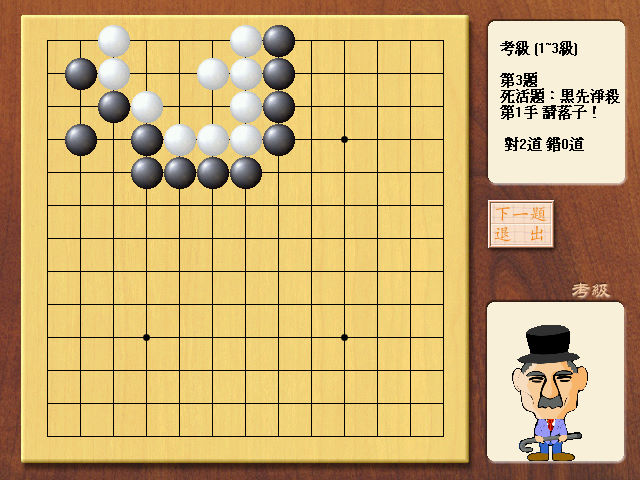 考級 (1~3級)
第3題
死活題：黑先淨殺
第1手 請落子！
對2道 錯0道
下一题
退 出
考級